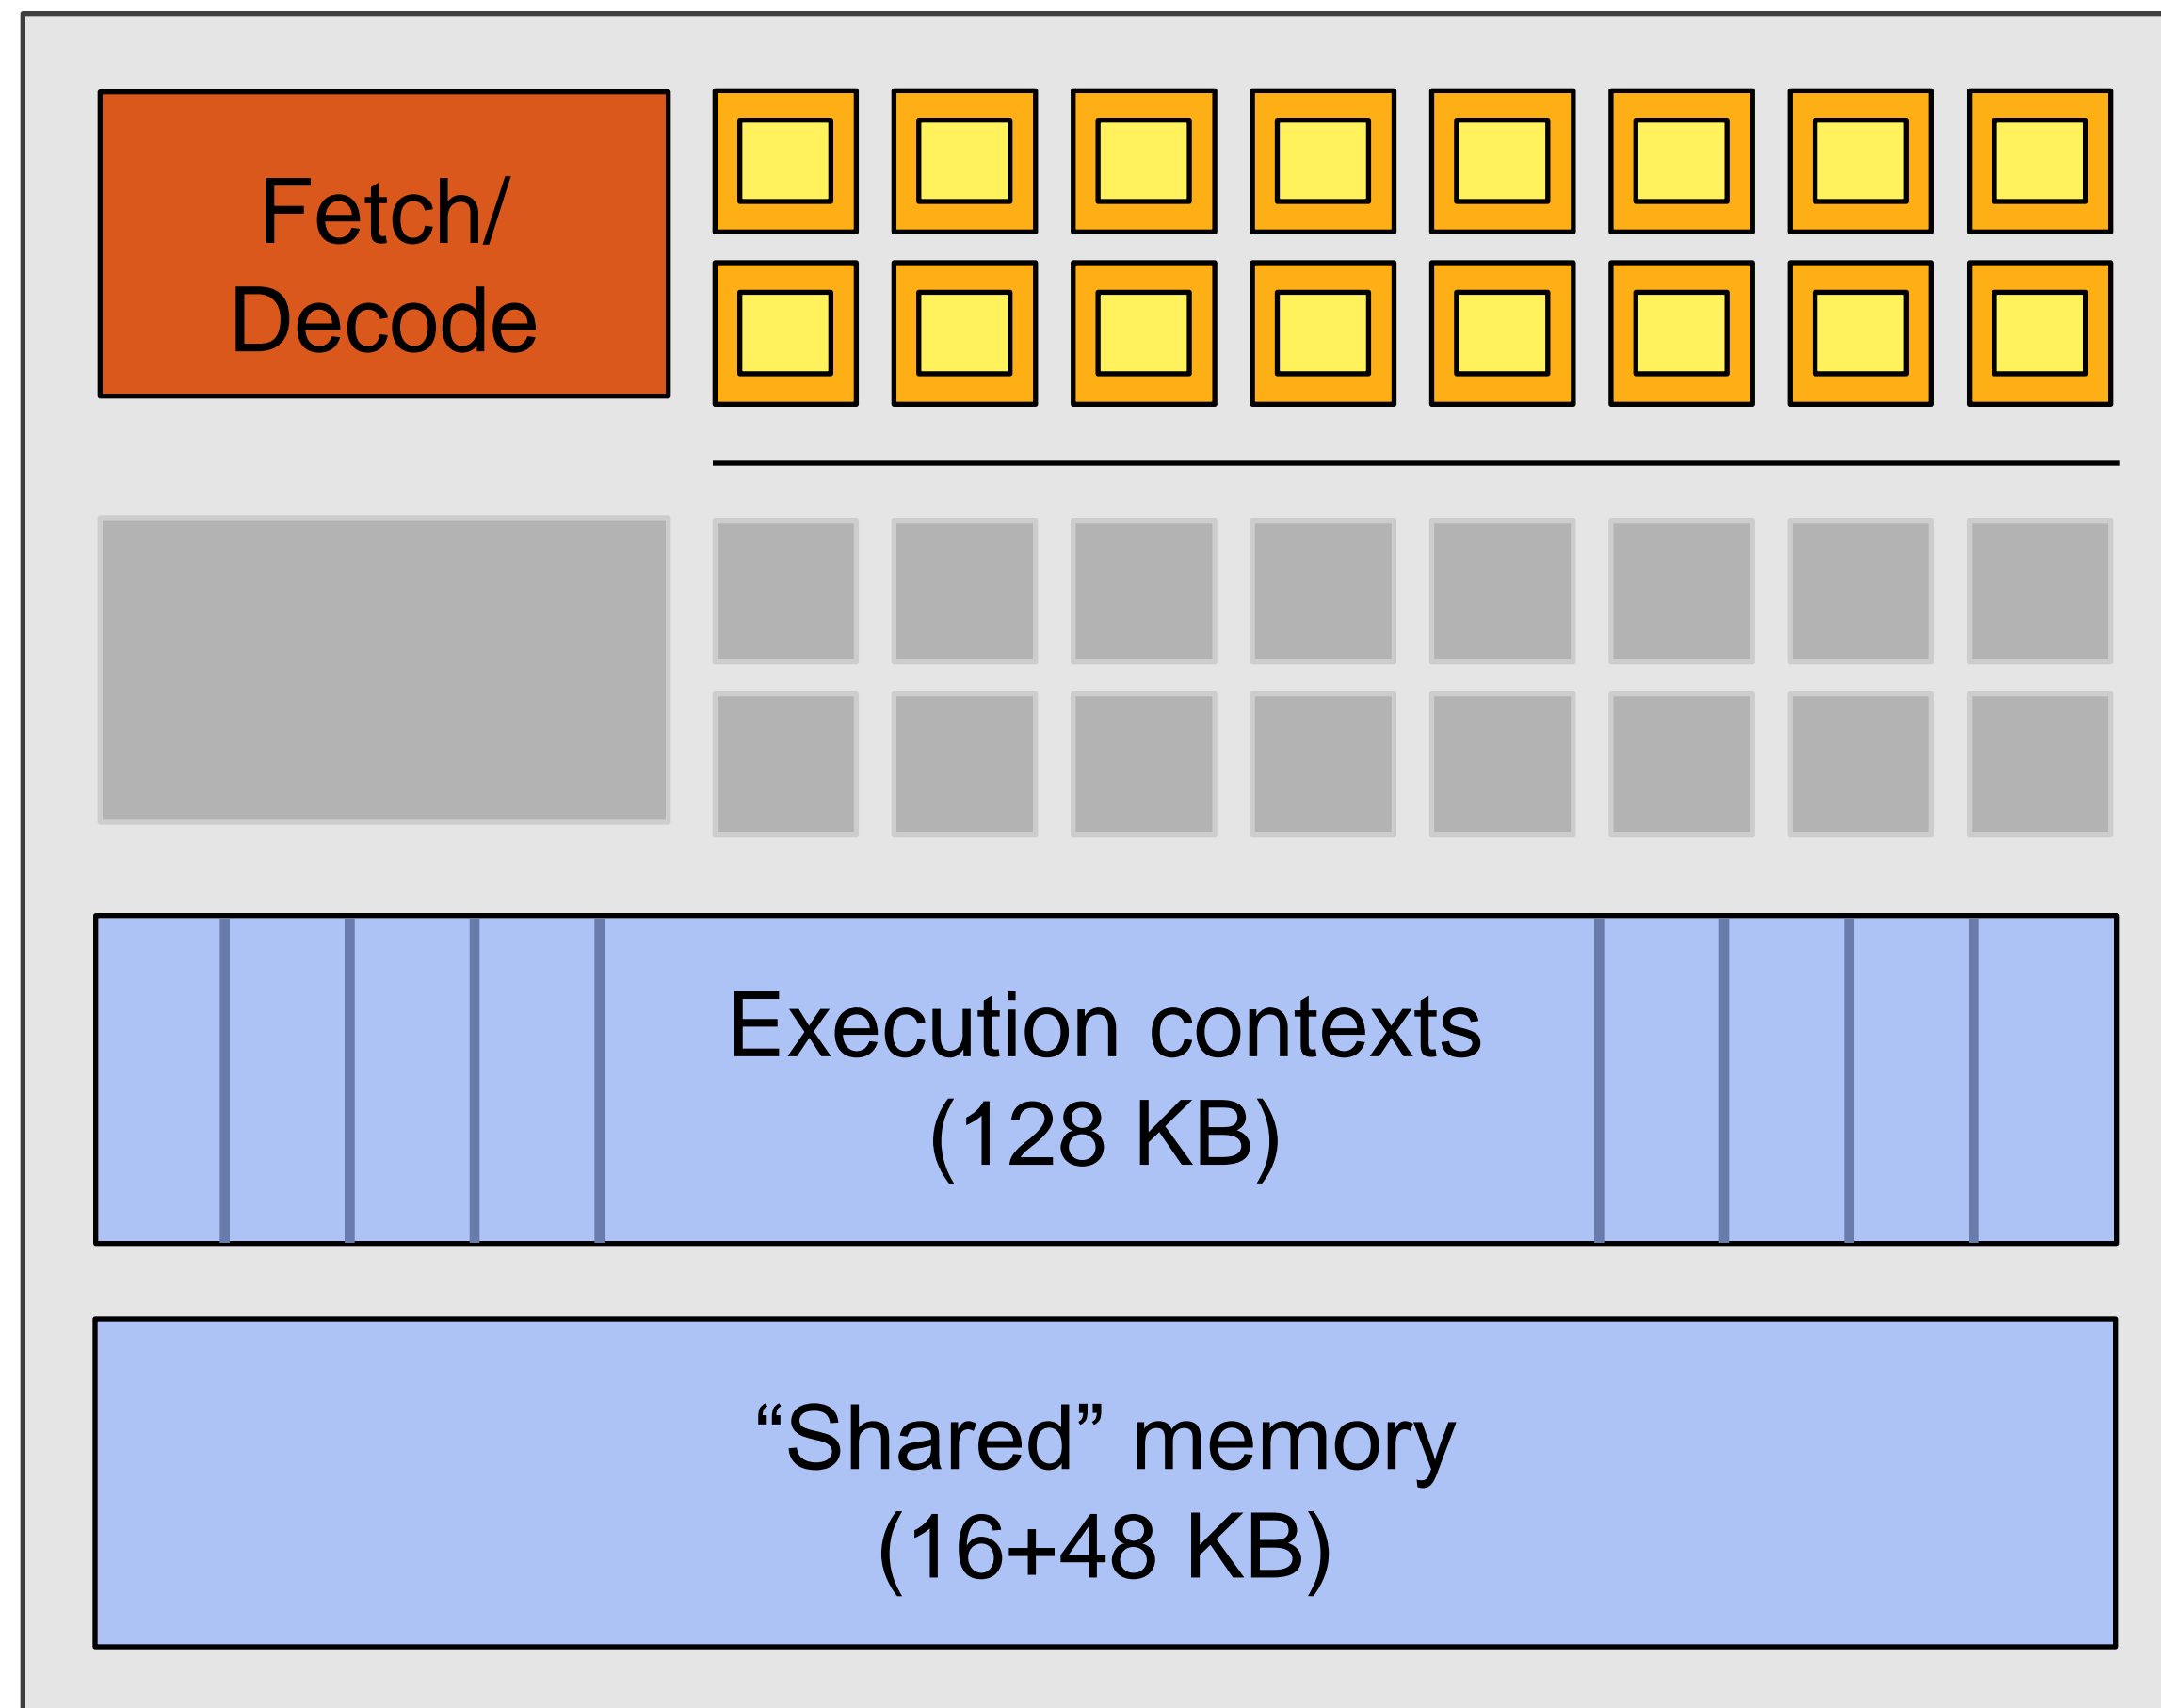 Fetch/
Decode
Execution contexts
(128 KB)
“Shared” memory
(16+48 KB)